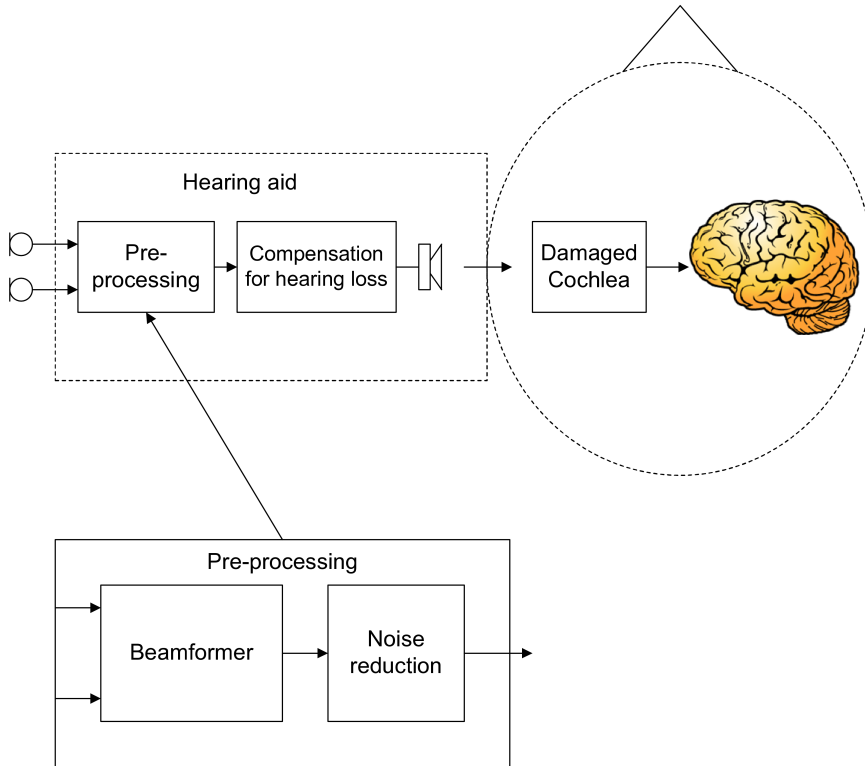 Hearing aid
Pre-
processing
Compensation
for hearing loss
Damaged
Cochlea
Pre-processing
Beamformer
Noise
reduction